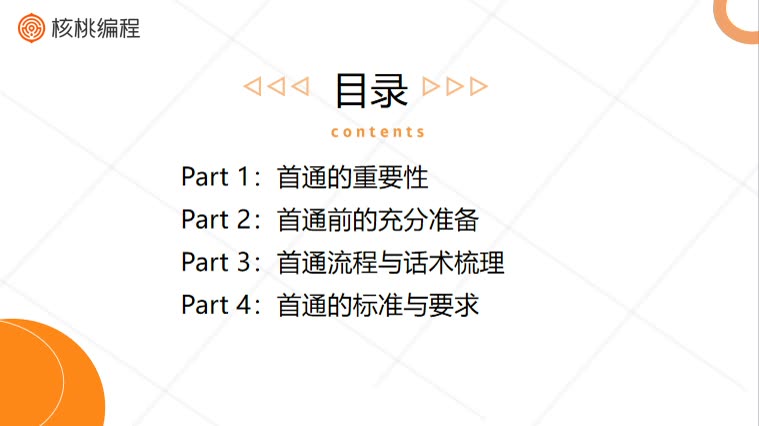 核桃编程
目录
contents
Part 1：首通的重要性
Part 2：首通前的充分准备
Part 3：首通流程与话术梳理
Part 4：首通的标准与要求